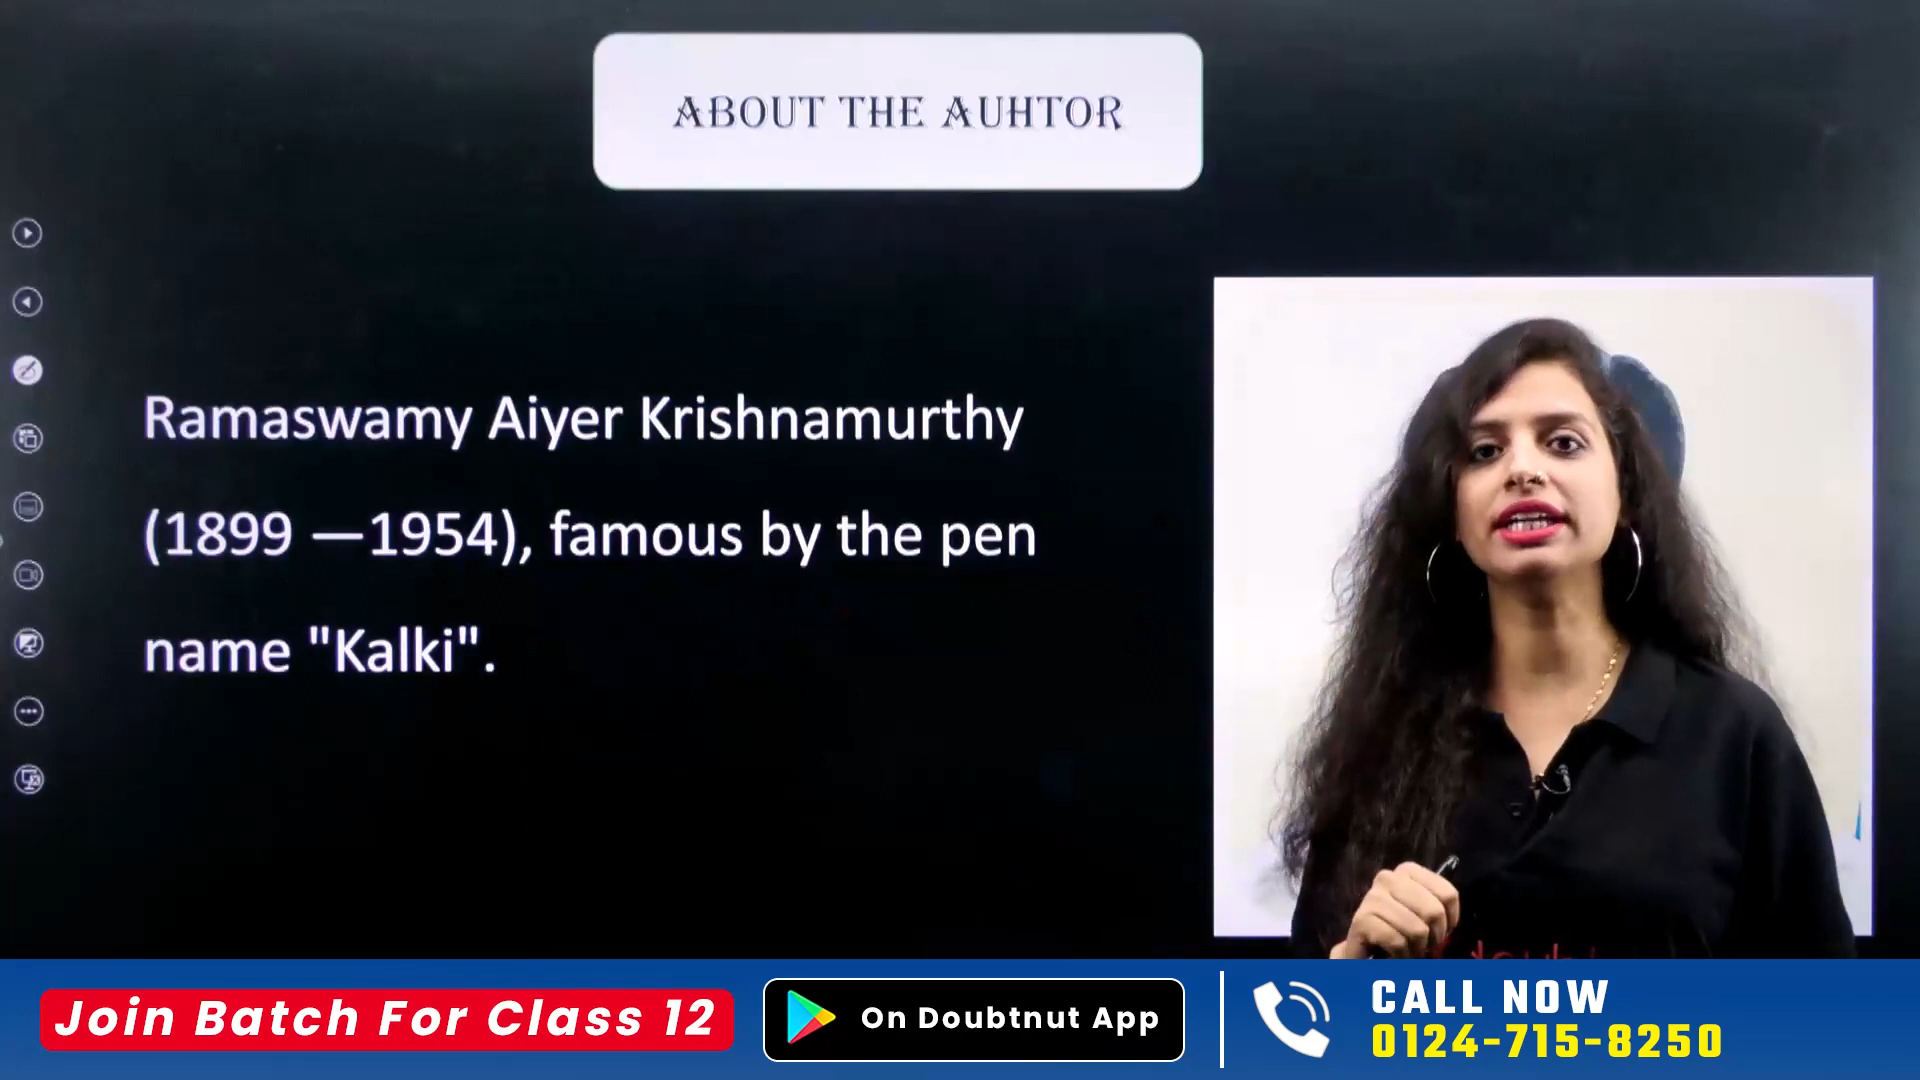 ABOUT THE AUHTOR
Ramaswamy Aiyer Krishnamurthy
(1899 —1954), famous by the pen
name "Kalki".
Join Batch For Class 12
On Doubtnut App
CALL NOW
0124-715-8250